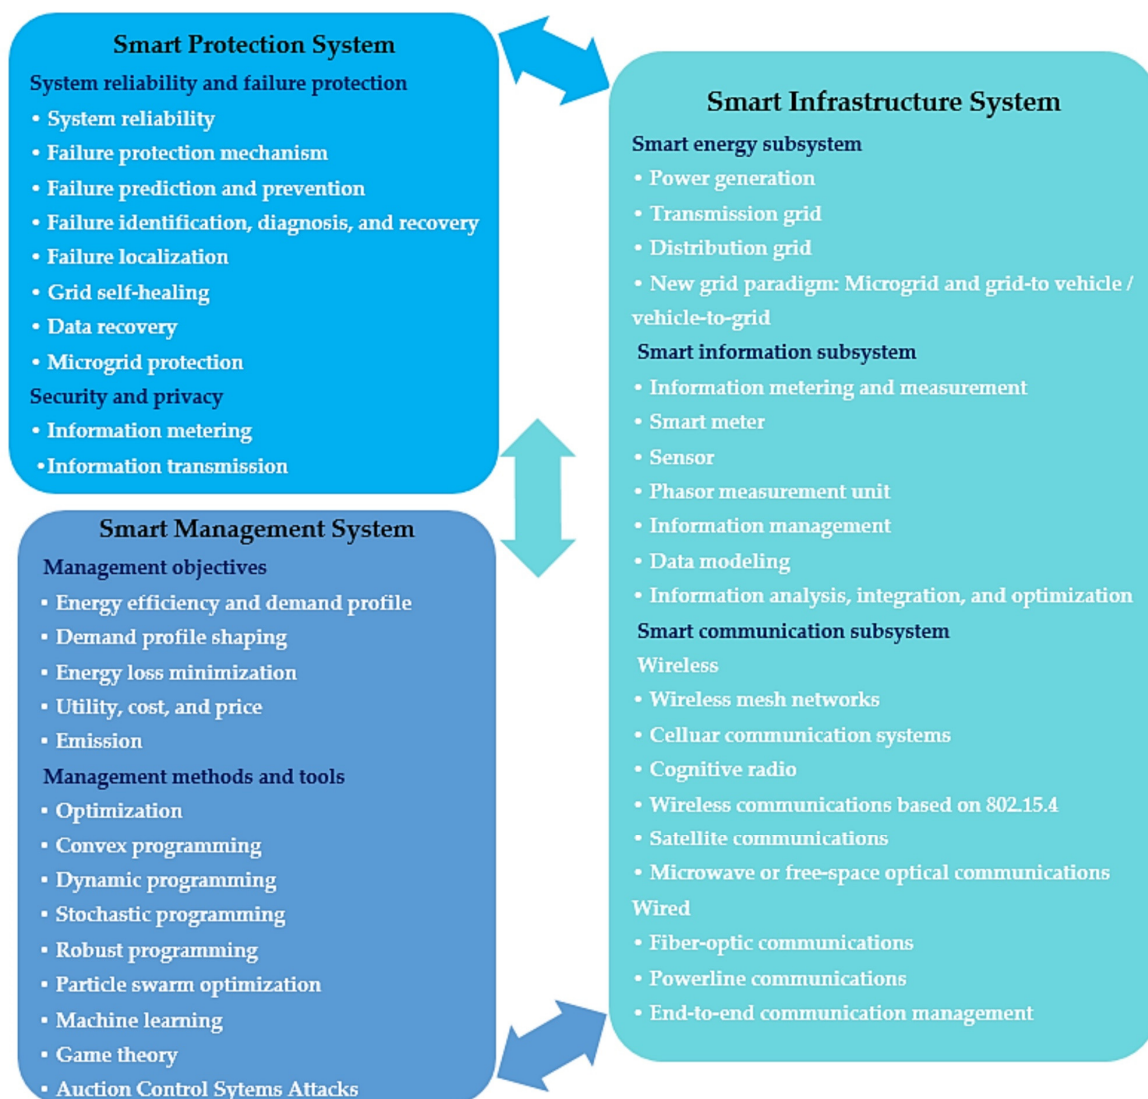 Smart Protection System
System reliability and failure protection
• System reliability
• Failure protection mechanism
• Failure prediction and prevention
• Failure identification, diagnosis, and recovery
• Failure localization
• Grid self-healing
• Data recovery
• Microgrid protection
Security and privacy
• Information metering
•Information transmission
Smart Management System
Management objectives
▪ Energy efficiency and demand profile
▪ Demand profile shaping
▪ Energy loss minimization
▪ Utility, cost, and price
▪ Emission
Management methods and tools
▪ Optimization
▪ Convex programming
▪ Dynamic programming
▪ Stochastic programming
▪ Robust programming
▪ Particle swarm optimization
▪ Machine learning
▪ Game theory
▪ Auction Control Sytems Attacks
Smart Infrastructure System
Smart energy subsystem
• Power generation
• Transmission grid
• Distribution grid
• New grid paradigm: Microgrid and grid-to vehicle /
vehicle-to-grid
Smart information subsystem
• Information metering and measurement
• Smart meter
• Sensor
• Phasor measurement unit
• Information management
• Data modeling
• Information analysis, integration, and optimization
Smart communication subsystem
Wireless
• Wireless mesh networks
• Celluar communication systems
• Cognitive radio
• Wireless communications based on 802.15.4
• Satellite communications
• Microwave or free-space optical communications
Wired
• Fiber-optic communications
• Powerline communications
• End-to-end communication management